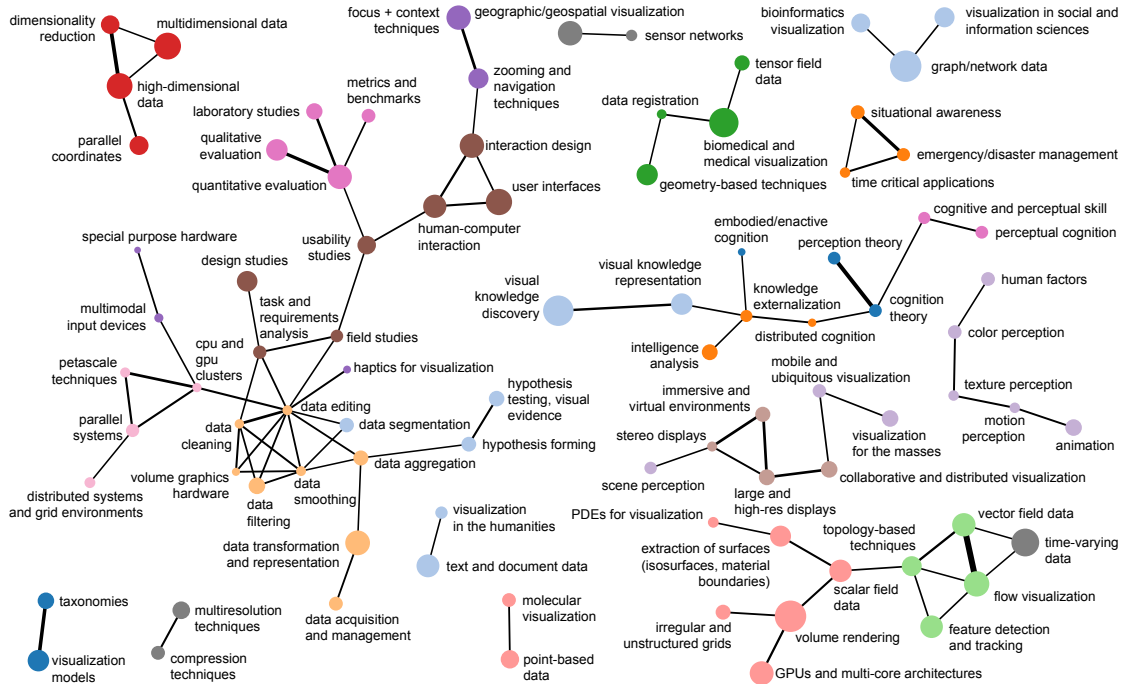 dimensionality
reduction
multidimensional data
high-dimensional
data
parallel
coordinates
focus + context
techniques
geographic/geospatial visualization
sensor networks
zooming and
navigation
techniques
metrics and
benchmarks
laboratory studies
qualitative
evaluation
quantitative evaluation
interaction design
user interfaces
human-computer
interaction
usability
studies
tensor field
data
data registration
biomedical and
medical visualization
geometry-based techniques
bioinformatics
visualization
visualization in social and
information sciences
graph/network data
situational awareness
emergency/disaster management
time critical applications
special purpose hardware
design studies
multimodal
input devices
task and
requirements
analysis
field studies
cpu and
gpu
clusters
petascale
techniques
parallel
systems
distributed systems
and grid environments
haptics for visualization
data editing
data
cleaning
data segmentation
hypothesis
testing, visual
evidence
hypothesis forming
data aggregation
volume graphics
hardware
data
filtering
data
smoothing
data transformation
and representation
data acquisition
and management
visualization
in the humanities
text and document data
visual
knowledge
discovery
visual knowledge
representation
embodied/enactive
cognition
knowledge
externalization
perception theory
cognition
theory
distributed cognition
intelligence
analysis
cognitive and perceptual skill
perceptual cognition
human factors
color perception
texture perception
motion
perception
animation
mobile and
ubiquitous visualization
visualization
for the masses
immersive and
virtual environments
stereo displays
scene perception
large and
high-res displays
collaborative and distributed visualization
PDEs for visualization
extraction of surfaces
(isosurfaces, material
boundaries)
topology-based
techniques
vector field data
time-varying
data
scalar field
data
flow visualization
feature detection
and tracking
irregular and
unstructured grids
volume rendering
GPUs and multi-core architectures
taxonomies
visualization
models
multiresolution
techniques
compression
techniques
molecular
visualization
point-based
data